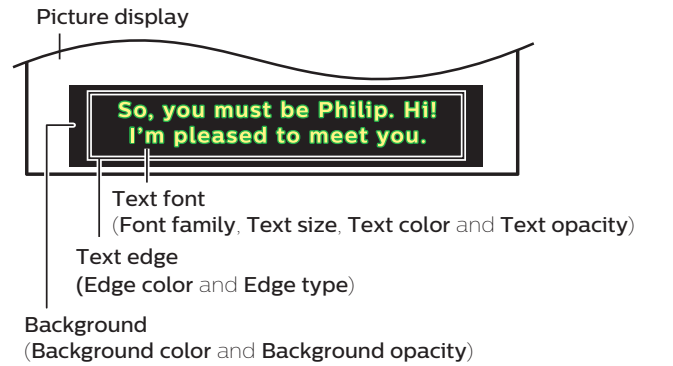 Picture display
So, you must be Philip. Hi!
I'm pleased to meet you.
Text font
(Font family, Text size, Text color and Text opacity)
Text edge
(Edge color and Edge type)
Background
(Background color and Background opacity)